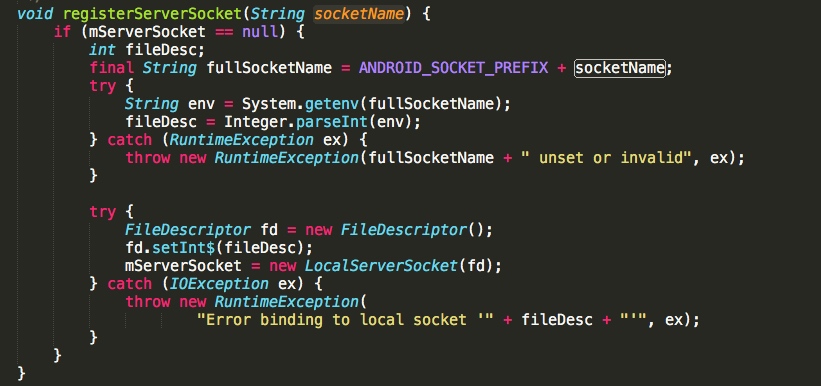 void registerServerSocket(String socketName) {
    if (mServerSocket == null) {
        int fileDesc;
        final String fullSocketName = ANDROID_SOCKET_PREFIX + socketName;
        try {
            String env = System.getenv(fullSocketName);
            fileDesc = Integer.parseInt(env);
        } catch (RuntimeException ex) {
            throw new RuntimeException(fullSocketName + " unset or invalid", ex);
        }

        try {
            FileDescriptor fd = new FileDescriptor();
            fd.setInt$(fileDesc);
            mServerSocket = new LocalServerSocket(fd);
        } catch (IOException ex) {
            throw new RuntimeException(
                    "Error binding to local socket '" + fileDesc + "'", ex);
        }
    }
}